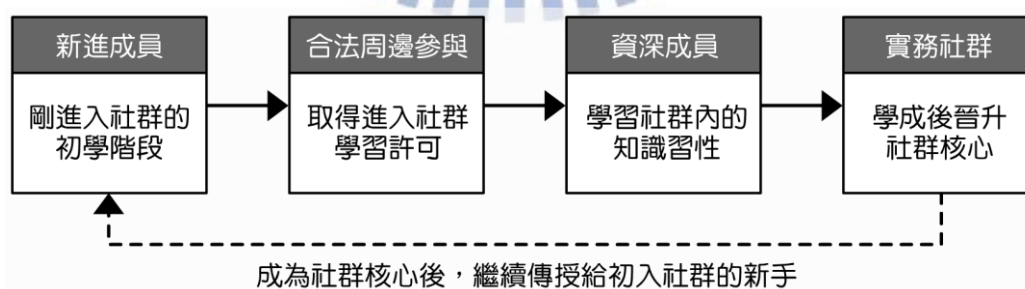 新進成員
剛進入社群的
初學階段
合法周邊參與
取得進入社群
學習許可
資深成員
學習社群內的
知識習性
實務社群
學成後晉升
社群核心
成為社群核心後，繼續傳授給初入社群的新手